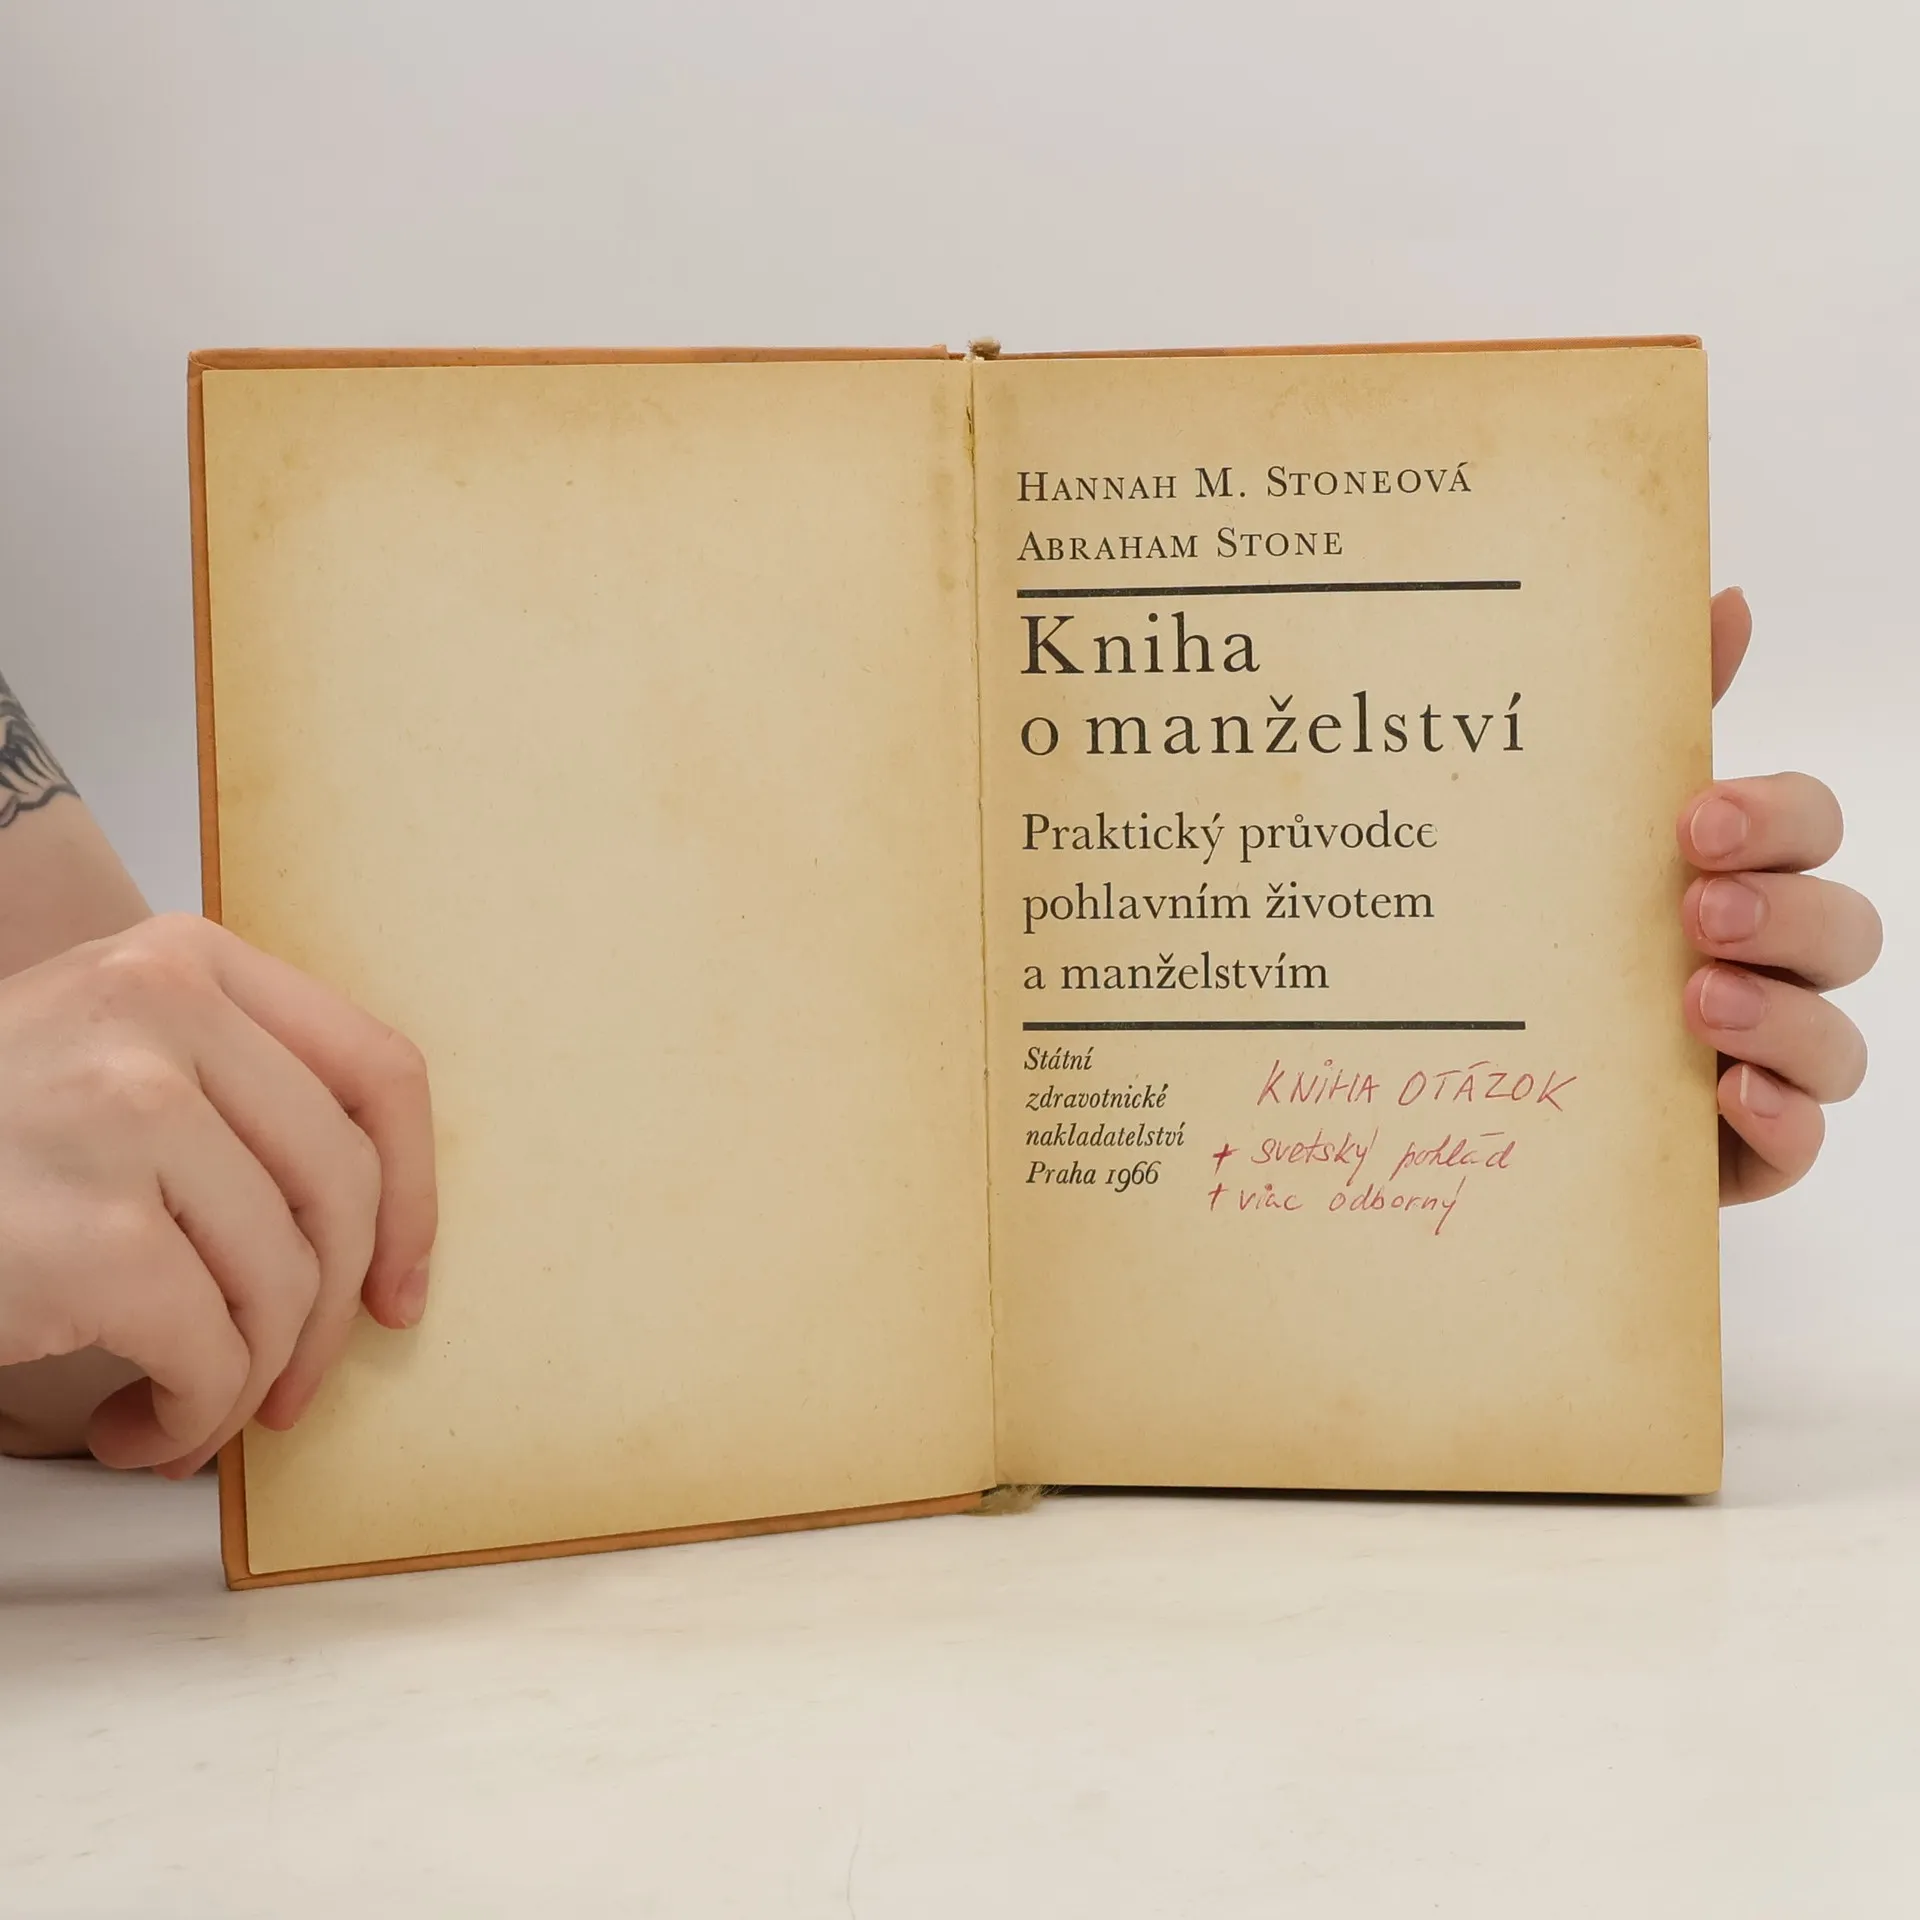 HANNAH M. STONEOVÁ
ABRAHAM STONE
Kniha
o manželství
Praktický průvodce
pohlavním životem
a manželstvím
Státní
zdravotnické
nakladatelství
Praha 1966
KNIHA OTÁZOK
+ svetský pohlád
+ viac odborný